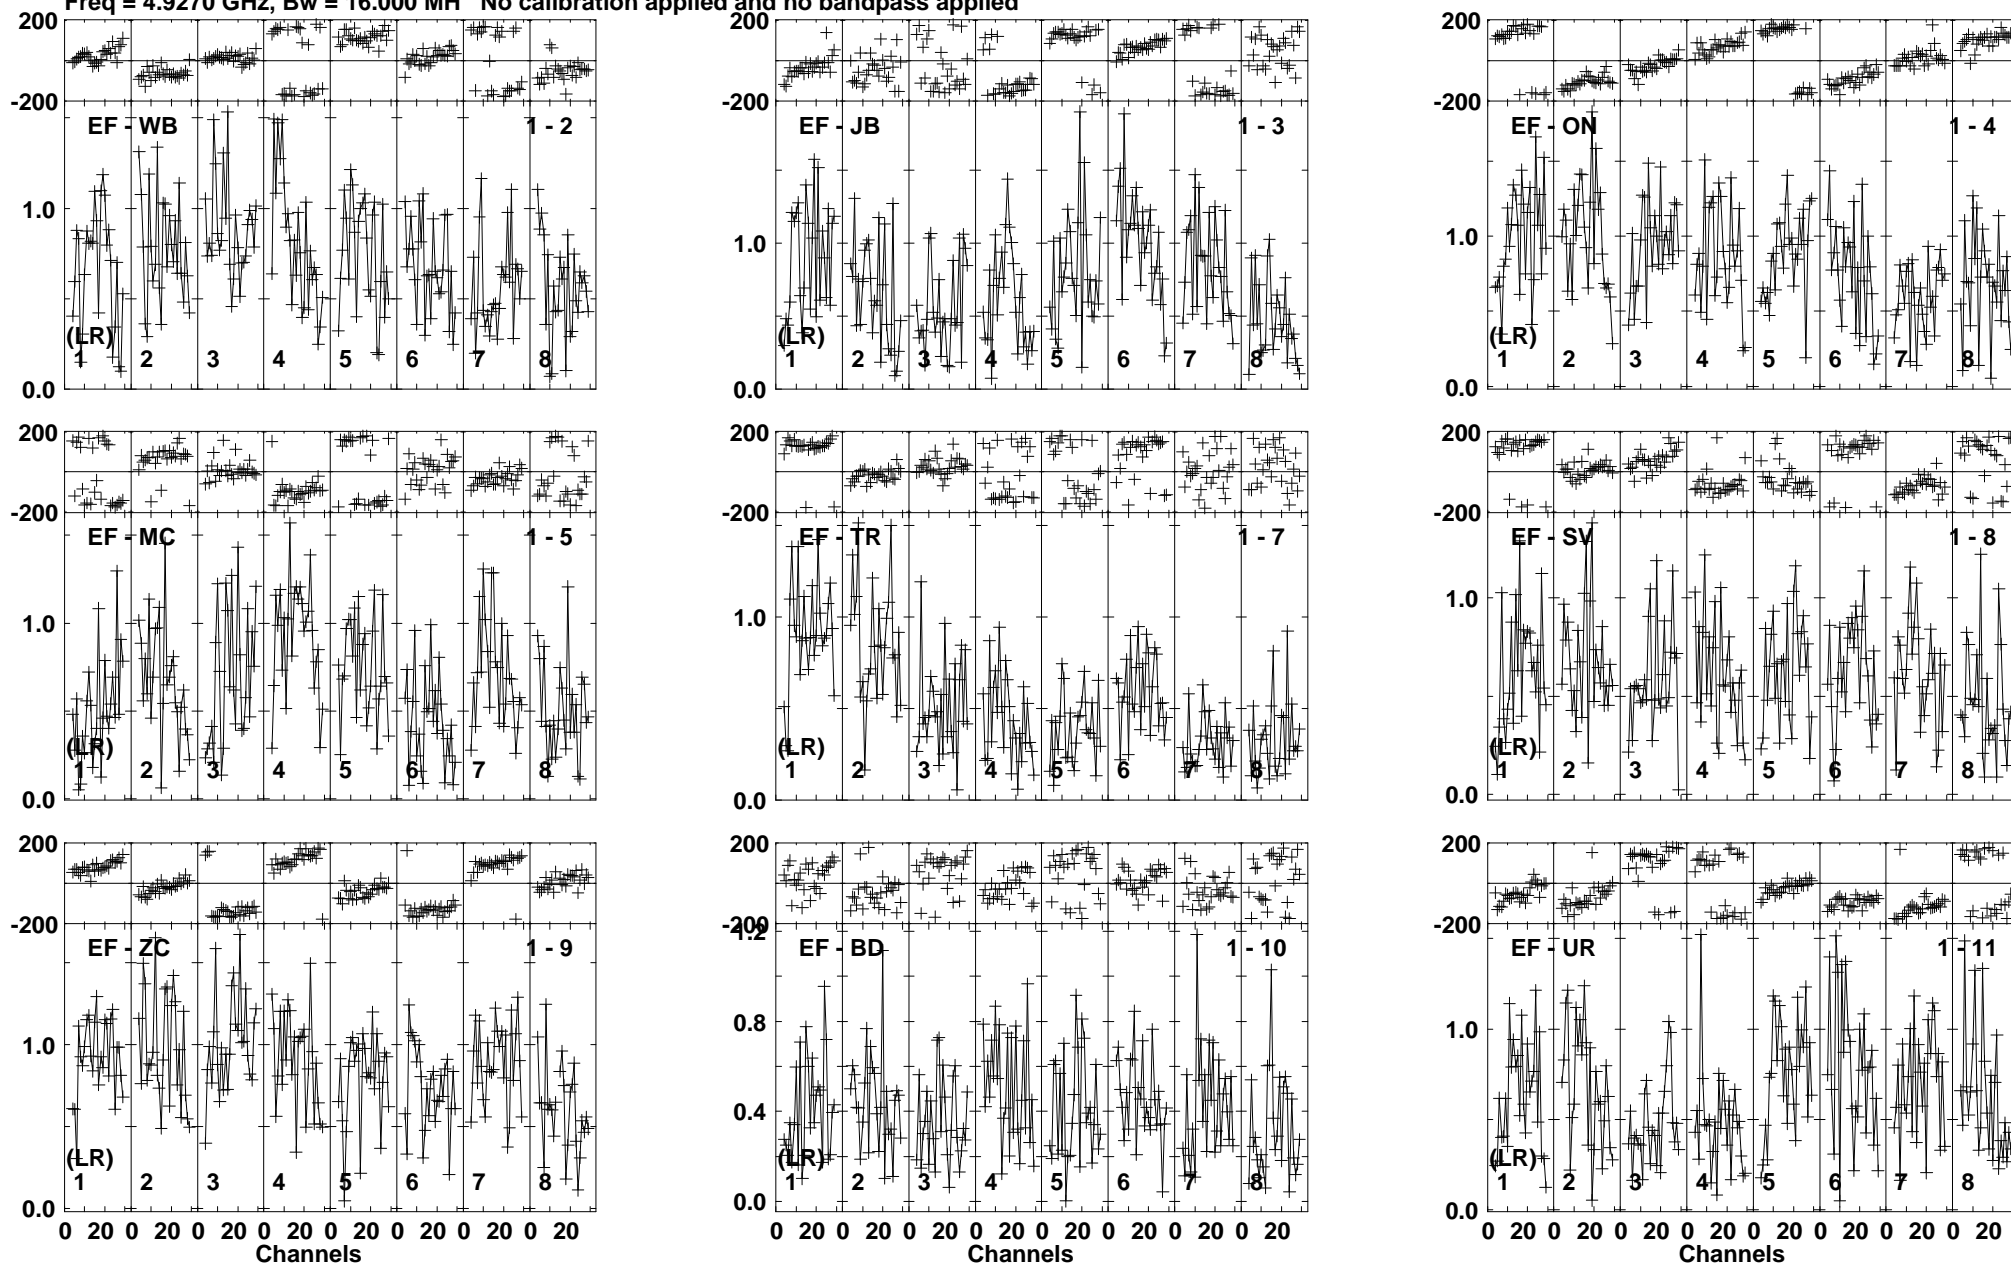 Freq = 4.9270 GHz, Bw = 16.000 MH No calibration applied and no bandpass applied
200 200 200
-200 -200 -200
EF - WB 1 - 2 EF - JB 1 - 3 EF - ON 1 - 4
1.0 1.0 1.0
(LR) (LR)
1 2 3 4 5 6 7 8 1 2 3 4 5 6 7 8 1 2 3 4 5 6 7 8
0.0 0.0 0.0
200 200 200
-200 -200 -200
EF - MC 1 - 5 EF - TR 1 - 7 EF - SV 1 - 8
1.0 1.0 1.0
(LR) (LR) (LR)
1 2 3 4 5 6 7 8 1 2 3 4 5 6 7 8 1 2 3 4 5 6 7 8
0.0 0.0 0.0
200 200 200
-200 -200 -200
1.2
EF - ZC 1 - 9 EF - BD 1 - 10 EF - UR 1 - 11
1.0 0.8 1.0
0.4
(LR) (LR) (LR)
1 2 3 4 5 6 7 8 1 2 3 4 5 6 7 8 1 2 3 4 5 6 7 8
0.0 0.0 0.0
0 20 0 20 0 20 0 20 0 20 0 20 0 20 0 20 0 20 0 20 0 20 0 20 0 20 0 20 0 20 0 20 0 20 0 20 0 20 0 20 0 20 0 20 0 20 0 20
Channels Channels Channels